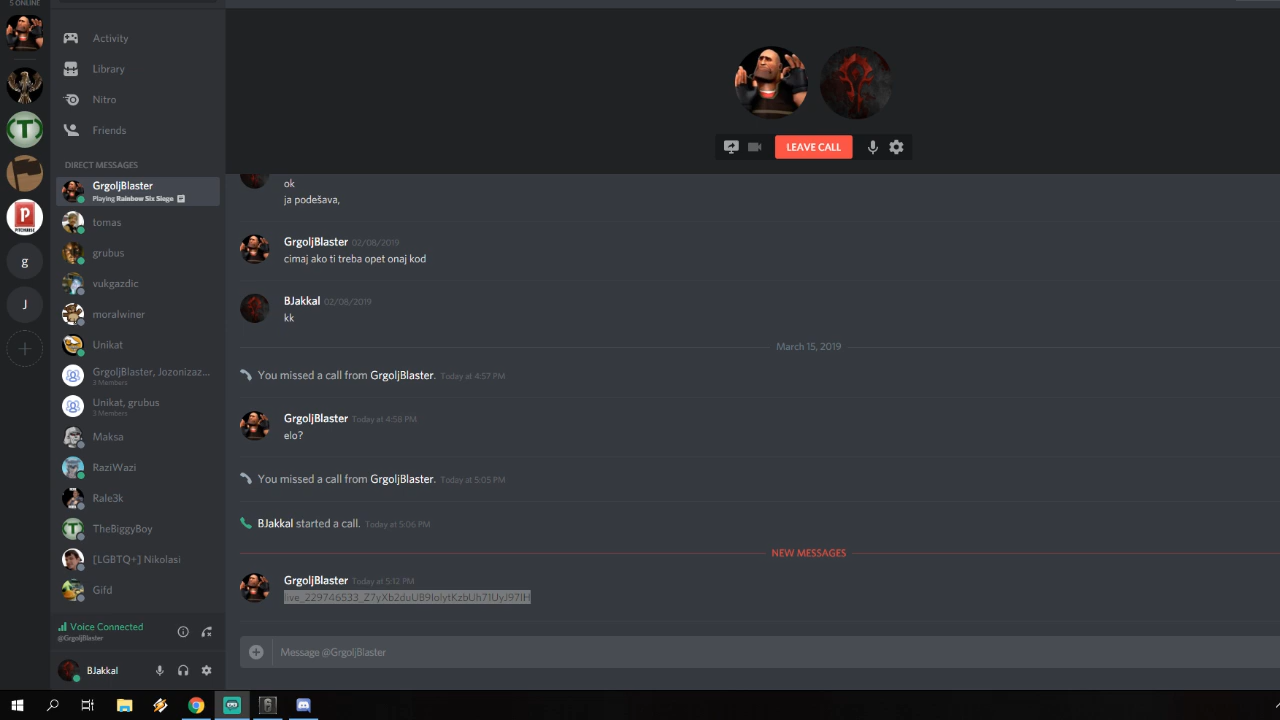 5 ONLINE
Activity
Library
Nitro
Friends
DIRECT MESSAGES
GrgoljBlaster
Playing Rainbow Six Siege
tomas
grubus
vukgazdic
moralwiner
Unikat
GrgoljBlaster, Jozonizaz...
3 Members
Unikat, grubus
3 Members
Maksa
RaziWazi
Rale3k
TheBiggyBoy
[LGBTQ+] Nikolasi
Gifd
Voice Connected
@GrgoljBlaster
BJakkal
g
J
LEAVE CALL
ok
ja podešava,
GrgoljBlaster 02/08/2019
cimaj ako ti treba opet onaj kod
BJakkal 02/08/2019
kk
March 15, 2019
You missed a call from GrgoljBlaster. Today at 4:57 PM
GrgoljBlaster Today at 4:58 PM
elo?
You missed a call from GrgoljBlaster. Today at 5:05 PM
BJakkal started a call. Today at 5:06 PM
NEW MESSAGES
GrgoljBlaster Today at 5:12 PM
Message @GrgoljBlaster